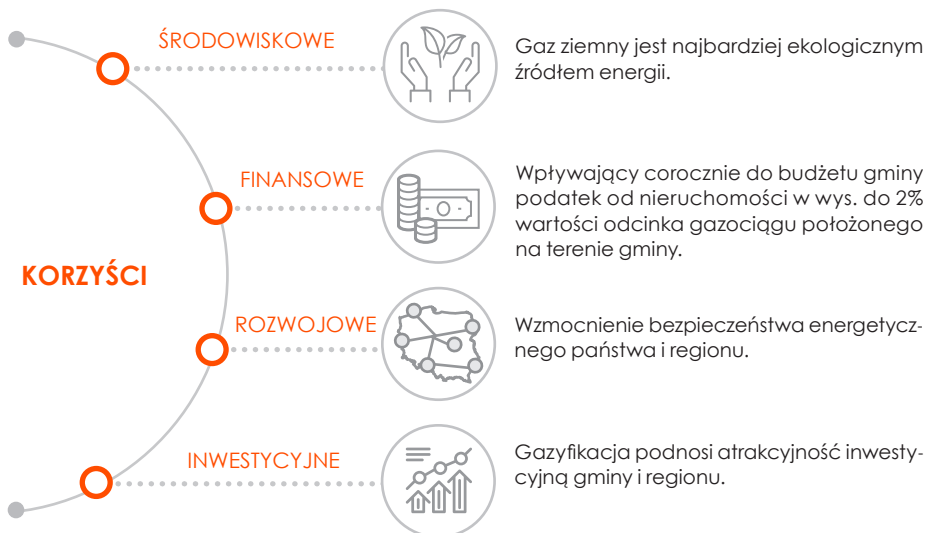 KORZYŚCI
ŚRODOWISKOWE
Gaz ziemny jest najbardziej ekologicznym
źródłem energii.
FINANSOWE
Wpływający corocznie do budżetu gminy
podatek od nieruchomości w wys. do 2%
wartości odcinka gazociągu położonego
na terenie gminy.
ROZWOJOWE
Wzmocnienie bezpieczeństwa energetycz-
nego państwa i regionu.
INWESTYCYJNE
Gazyfikacja podnosi atrakcyjność inwesty-
cyjną gminy i regionu.